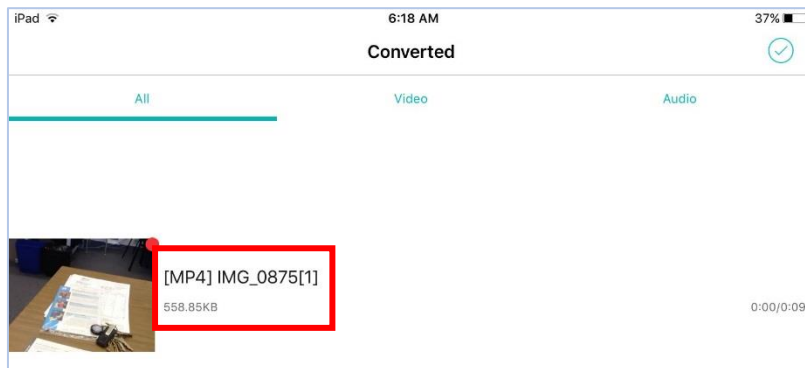 iPad 6:18 AM 37%
Converted
All Video Audio
[MP4] IMG_0875[1]
558.85KB 0:00/0:09